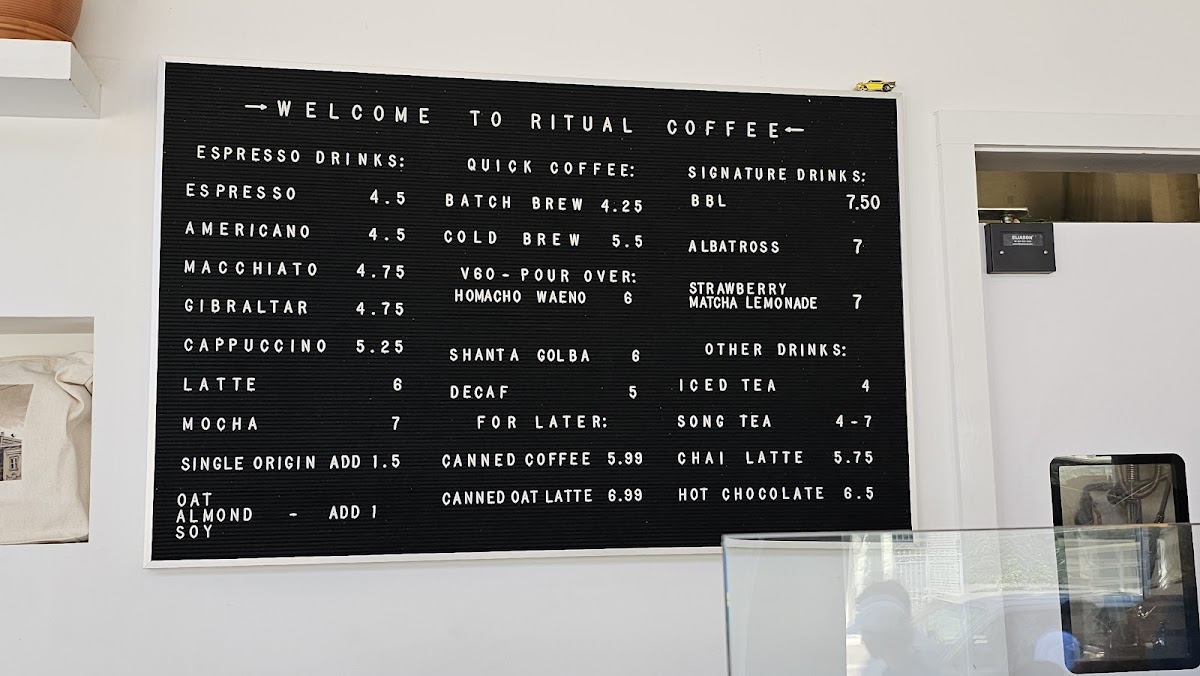 →WELCOME TO RITUAL COFFEE←
ESPRESSO DRINKS:
ESPRESSO 4.5
AMERICANO 4.5
MACCHIATO 4.75
GIBRALTAR 4.75
CAPPUCCINO 5.25
LATTE 6
MOCHA 7
SINGLE ORIGIN ADD 1.5
OAT
ALMOND - ADD 1
SOY
QUICK COFFEE:
BATCH BREW 4.25
COLD BREW 5.5
V60 - POUR OVER:
HOMACHO WAENO 6
SHANTA GOLBA 6
DECAF 5
FOR LATER:
CANNED COFFEE 5.99
CANNED OAT LATTE 6.99
SIGNATURE DRINKS:
BBL 7.50
ALBATROSS 7
STRAWBERRY
MATCHA LEMONADE 7
OTHER DRINKS:
ICED TEA 4
SONG TEA 4-7
CHAI LATTE 5.75
HOT CHOCOLATE 6.5
ELIASON